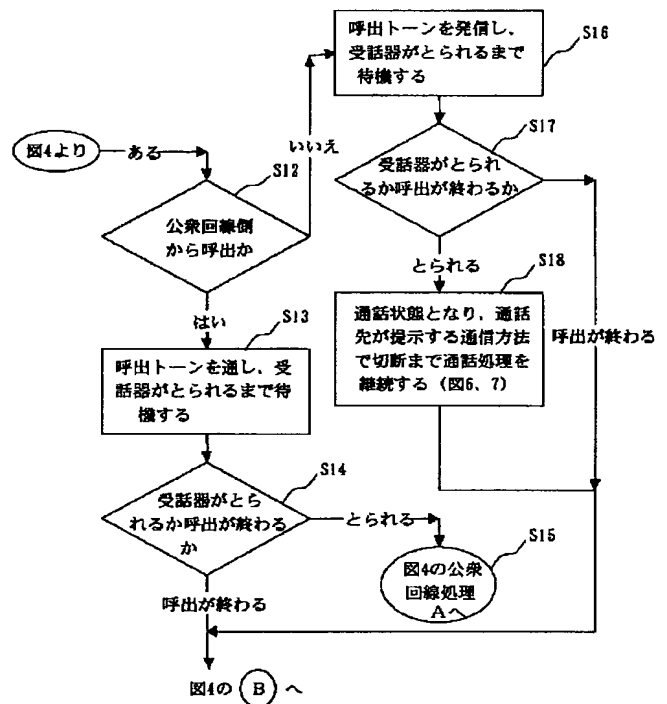 呼出トーンを発信し、
受話器がとられるまで
待機する
S16
図4より
ある
いいえ
S12
公衆回線側
から呼出か
S17
受話器がとられ
るか呼出が終わるか
とられる
S18
はい
S13
通話状態となり、通話
先が提示する通信方法
で切断まで通話処理を
継続する(図6、7)
呼出が終わる
呼出トーンを通し、受
話器がとられるまで待
機する
S14
受話器がとら
れるか呼出が終わる
か
とられる
S15
図4の公衆
回線処理
Aへ
呼出が終わる
図4の B へ